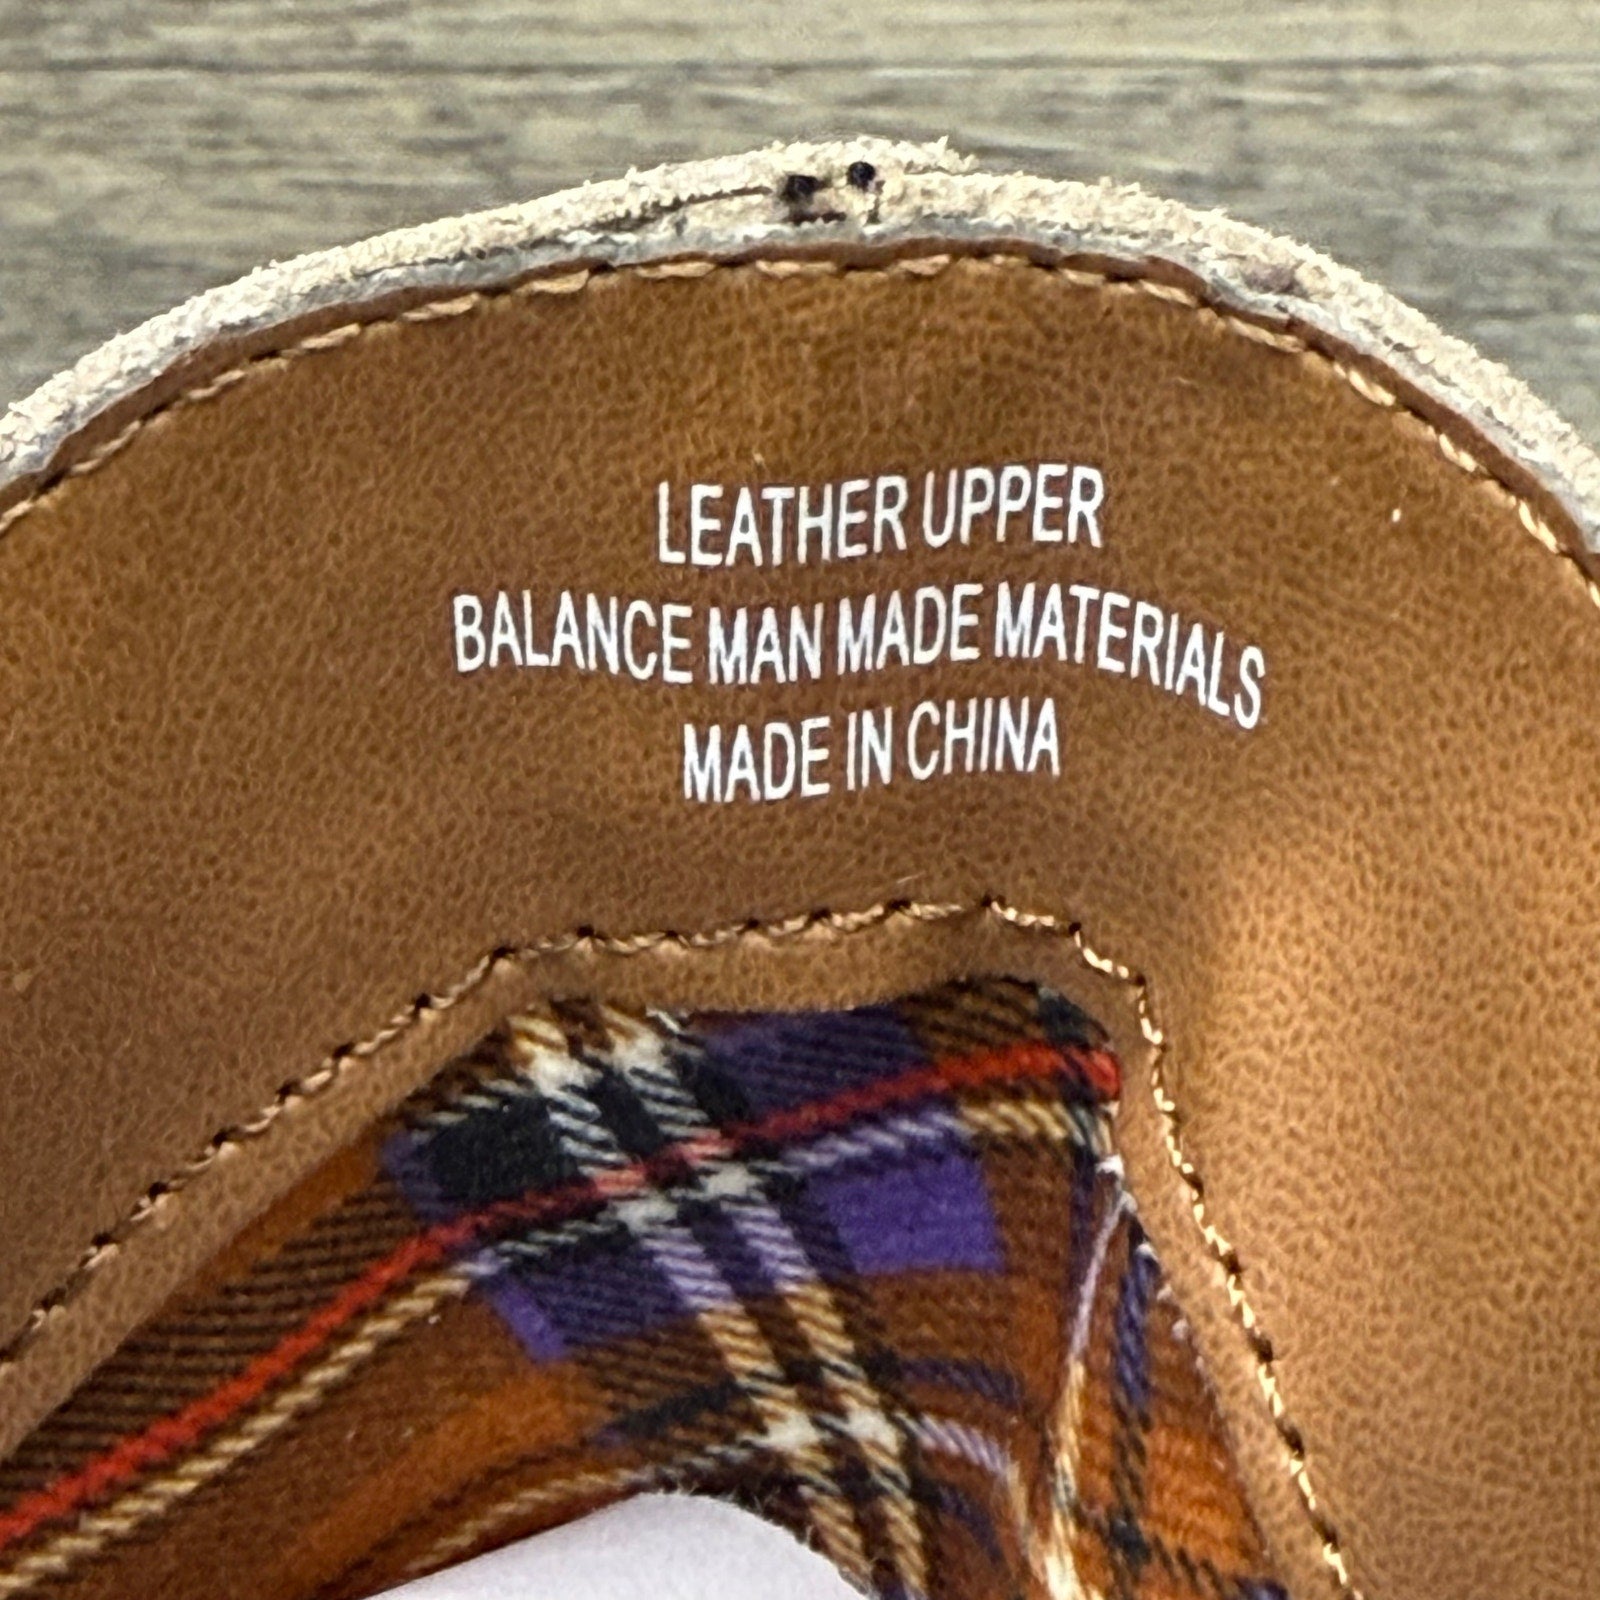 LEATHER UPPER
BALANCE MAN MADE MATERIALS
MADE IN CHINA